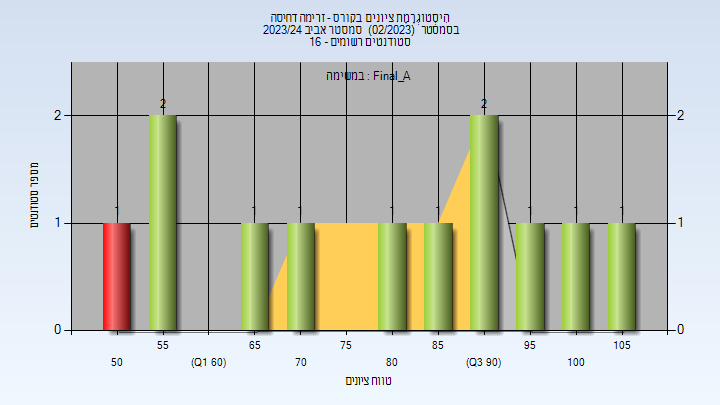 היסטוגרמת ציונים בקורס - זרימה דחיסה
בסמסטר (02/2023) סמסטר אביב 2023/24
סטודנטים רשומים - 16
במשימה : Final_A
מספר סטודנטים
2 2
1 1
0 0
1 2 1 1 1 1 2 1 1 1
55 65 75 85 95 105
50 (Q1 60) 70 80 (Q3 90) 100
טווח ציונים